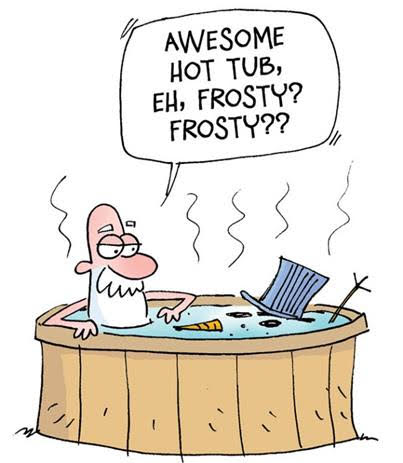 AWESOME
HOT TUB,
EH, FROSTY?
FROSTY??